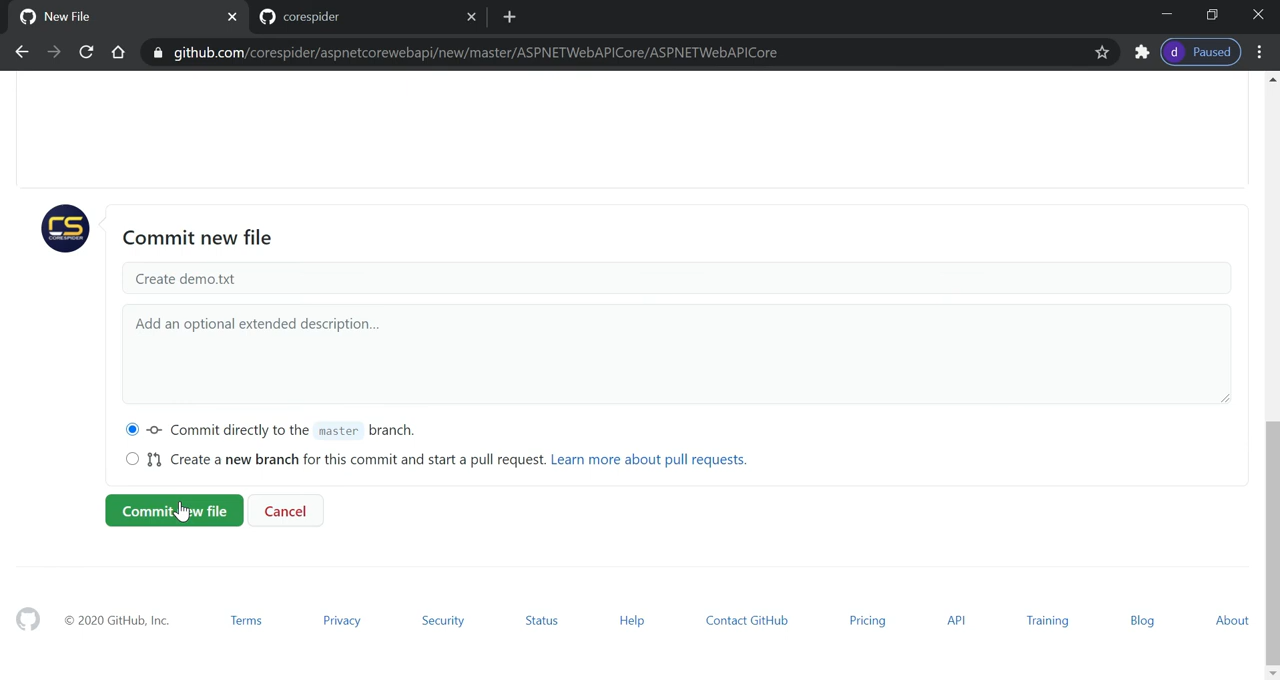 New File
corespider
github.com/corespider/aspnetcorewebapi/new/master/ASPNETWebAPICore/ASPNETWebAPICore
d Paused
CS
CORESPIDER
Commit new file
Create demo.txt
Add an optional extended description...
Commit directly to the master branch.
Create a new branch for this commit and start a pull request. Learn more about pull requests.
Commit new file Cancel
© 2020 GitHub, Inc. Terms Privacy Security Status Help Contact GitHub Pricing API Training Blog About